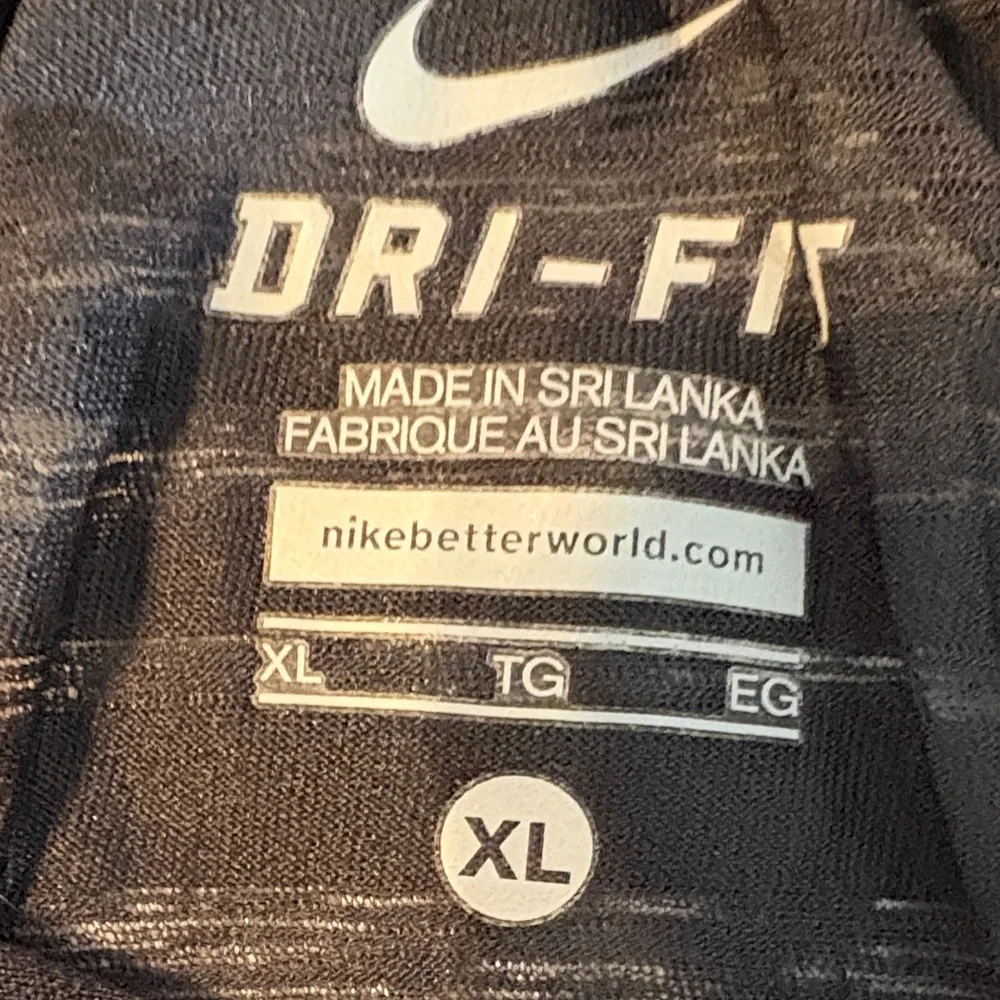 DRI-FIT
MADE IN SRI LANKA
FABRIQUE AU SRI LANKA
nikebetterworld.com
XL TG EG
XL